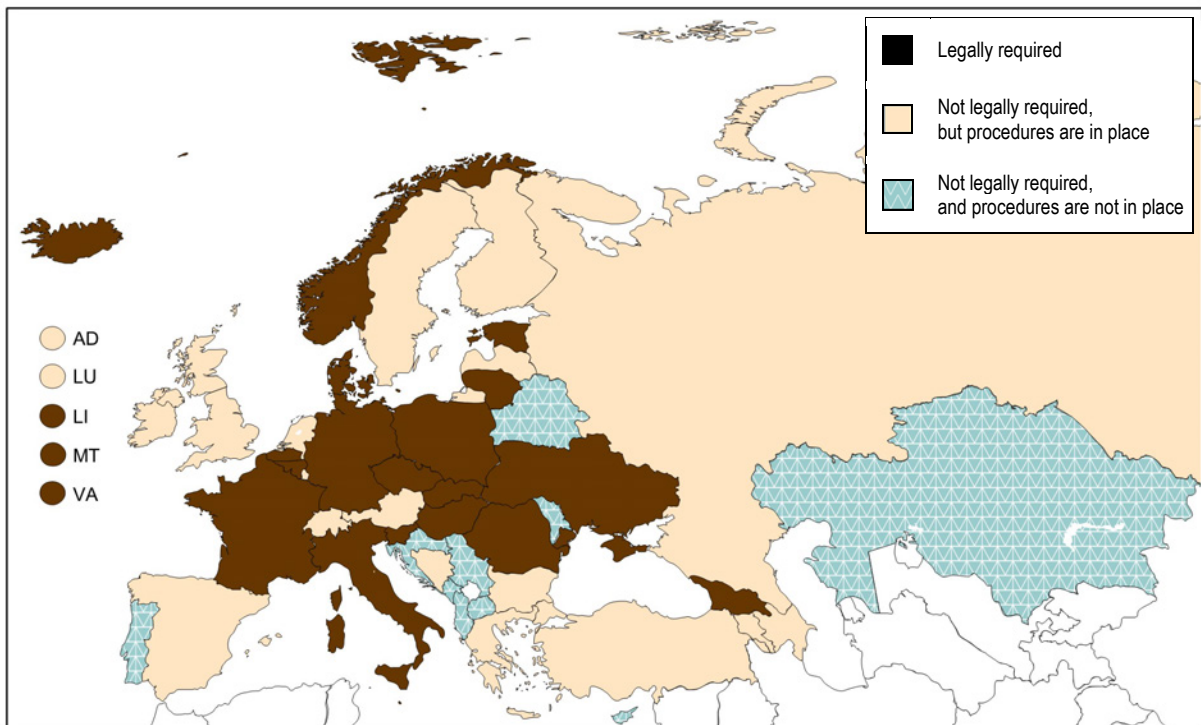 Legally required
Not legally required,
but procedures are in place
Not legally required,
and procedures are not in place
AD
LU
LI
MT
VA